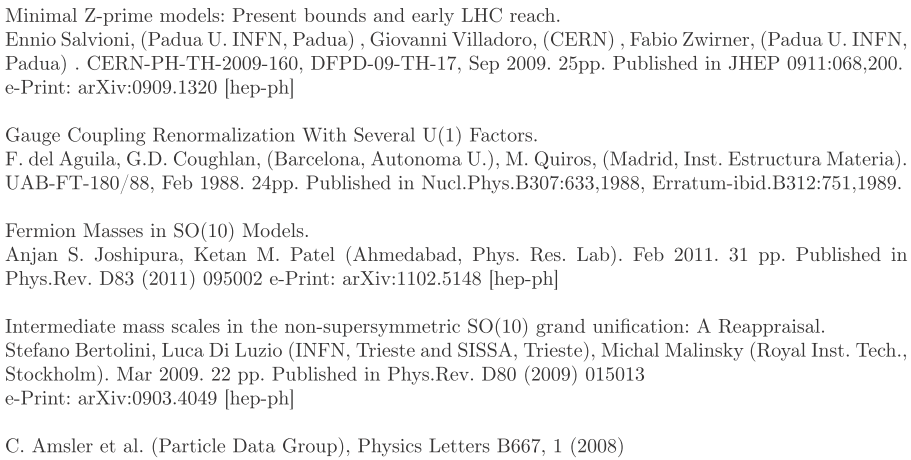 Minimal Z-prime models: Present bounds and early LHC reach.
Ennio Salvioni, (Padua U. INFN, Padua) , Giovanni Villadoro, (CERN) , Fabio Zwirner, (Padua U. INFN,
Padua) . CERN-PH-TH-2009-160, DFPD-09-TH-17, Sep 2009. 25pp. Published in JHEP 0911:068,200.
e-Print: arXiv:0909.1320 [hep-ph]
Gauge Coupling Renormalization With Several U(1) Factors.
F. del Aguila, G.D. Coughlan, (Barcelona, Autonoma U.), M. Quiros, (Madrid, Inst. Estructura Materia).
UAB-FT-180/88, Feb 1988. 24pp. Published in Nucl.Phys.B307:633,1988, Erratum-ibid.B312:751,1989.
Fermion Masses in SO(10) Models.
Anjan S. Joshipura, Ketan M. Patel (Ahmedabad, Phys. Res. Lab). Feb 2011. 31 pp. Published in
Phys.Rev. D83 (2011) 095002 e-Print: arXiv:1102.5148 [hep-ph]
Intermediate mass scales in the non-supersymmetric SO(10) grand unification: A Reappraisal.
Stefano Bertolini, Luca Di Luzio (INFN, Trieste and SISSA, Trieste), Michal Malinsky (Royal Inst. Tech.,
Stockholm). Mar 2009. 22 pp. Published in Phys.Rev. D80 (2009) 015013
e-Print: arXiv:0903.4049 [hep-ph]
C. Amsler et al. (Particle Data Group), Physics Letters B667, 1 (2008)